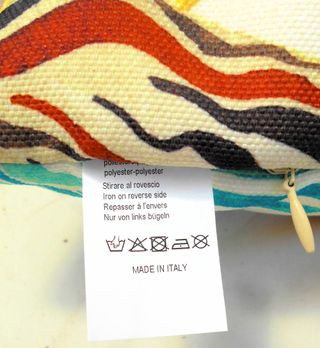 polyester-polyester
Stirare al rovescio
Iron on reverse side
Repasser à l'envers
Nur von links bügeln
MADE IN ITALY